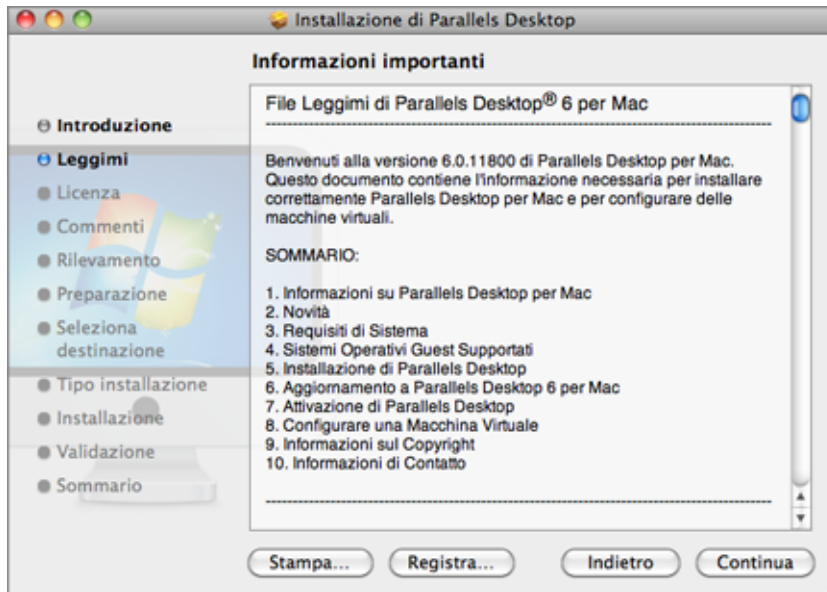 Installazione di Parallels Desktop
Informazioni importanti
Introduzione
Leggimi
Licenza
Commenti
Rilevamento
Preparazione
Seleziona
destinazione
Tipo installazione
Installazione
Validazione
Sommario
File Leggimi di Parallels Desktop® 6 per Mac
Benvenuti alla versione 6.0.11800 di Parallels Desktop per Mac.
Questo documento contiene l'informazione necessaria per installare
correttamente Parallels Desktop per Mac e per configurare delle
macchine virtuali.
SOMMARIO:
1. Informazioni su Parallels Desktop per Mac
2. Novità
3. Requisiti di Sistema
4. Sistemi Operativi Guest Supportati
5. Installazione di Parallels Desktop
6. Aggiornamento a Parallels Desktop 6 per Mac
7. Attivazione di Parallels Desktop
8. Configurare una Macchina Virtuale
9. Informazioni sul Copyright
10. Informazioni di Contatto
Stampa...
Registra...
Indietro
Continua